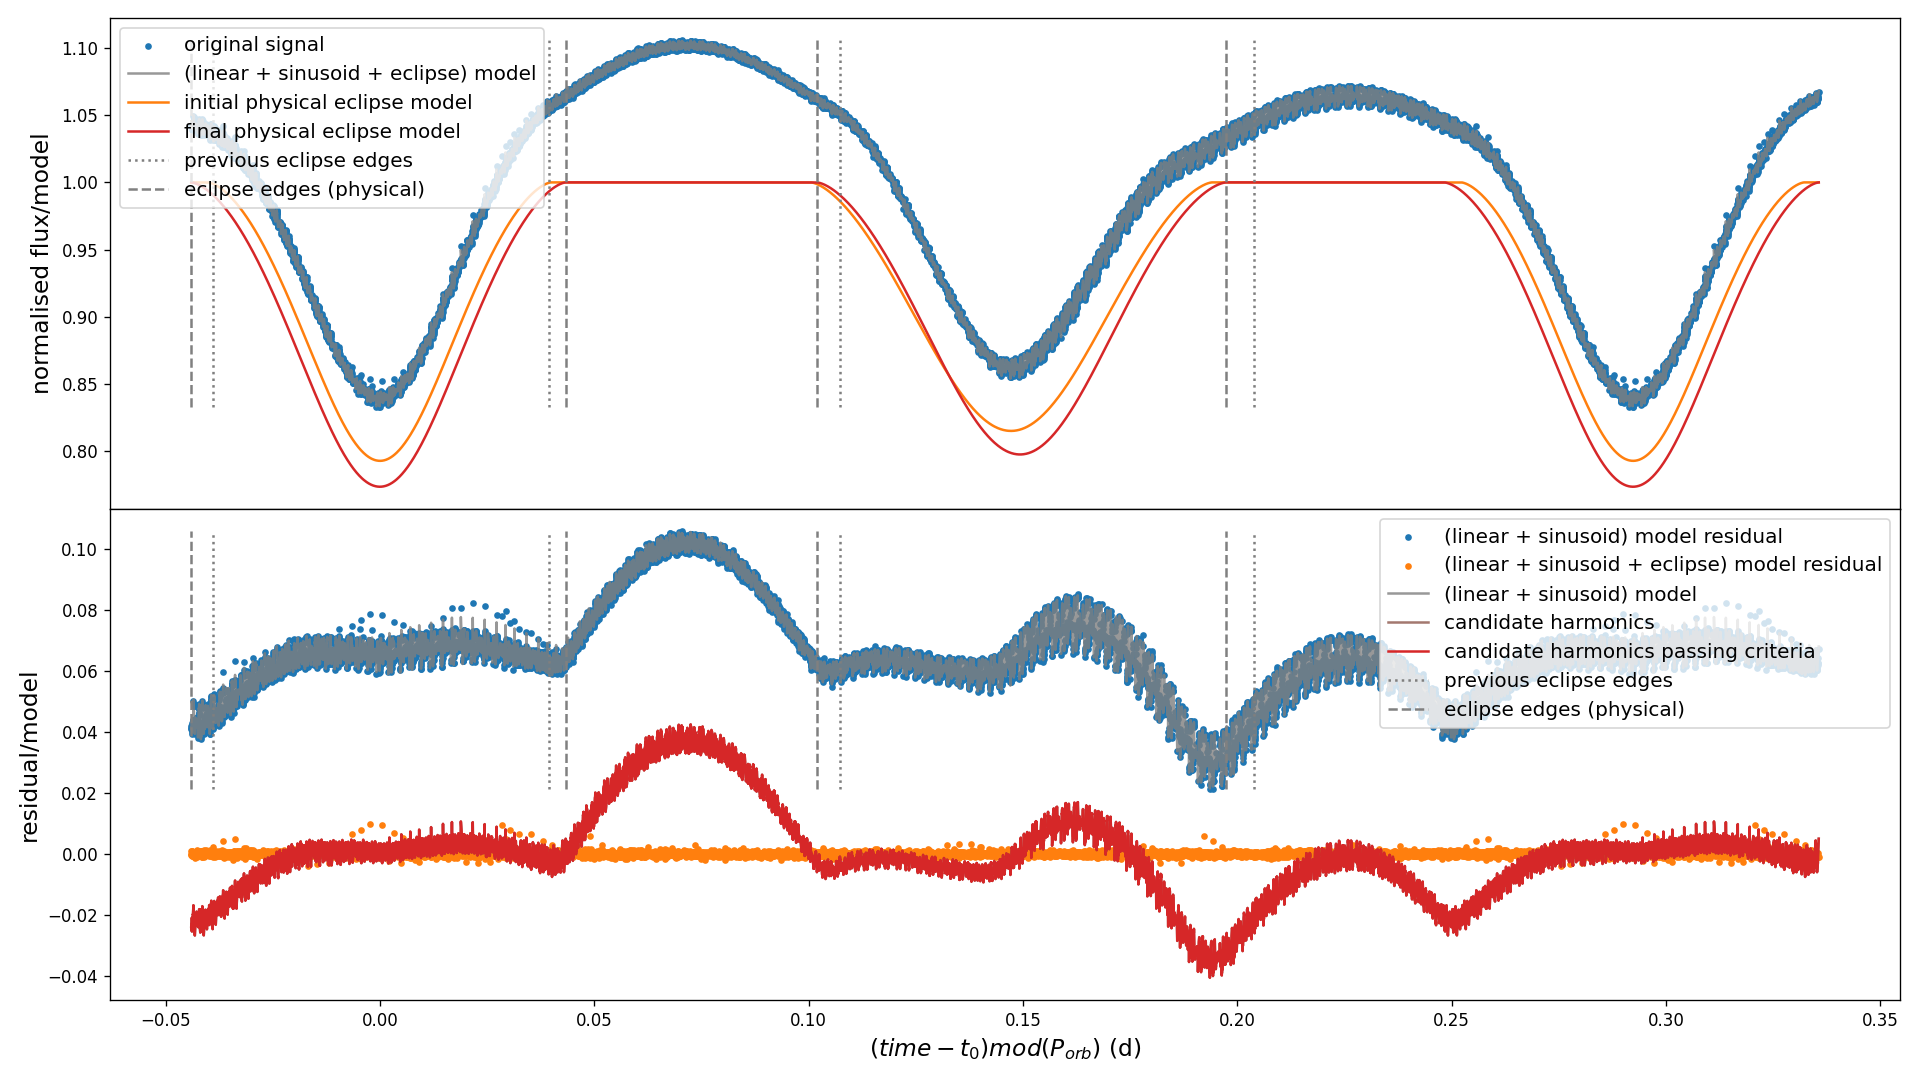 original signal
(linear + sinusoid + eclipse) model
initial physical eclipse model
final physical eclipse model
previous eclipse edges
eclipse edges (physical)
normalised flux/model
1.10
1.05
1.00
0.95
0.90
0.85
0.80
(linear + sinusoid) model residual
(linear + sinusoid + eclipse) model residual
(linear + sinusoid) model
candidate harmonics
candidate harmonics passing criteria
previous eclipse edges
eclipse edges (physical)
residual/model
0.10
0.08
0.06
0.04
0.02
0.00
−0.02
−0.04
−0.05 0.00 0.05 0.10 0.15 0.20 0.25 0.30 0.35
(time − t₀)mod(P_orb) (d)